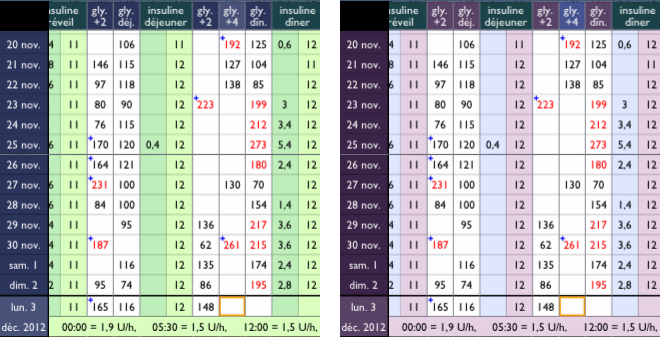 nsuline gly. gly. insuline gly. gly. gly. insuline
réveil +2 déj. déjeuner +2 +4 dîn. dîner
20 nov. 4 11 106 11 +192 125 0,6 12
21 nov. 8 11 146 115 12 127 104 11
22 nov. 6 11 97 118 12 138 85 12
23 nov. 11 80 90 12 +223 199 3 12
24 nov. 11 76 115 12 212 3,4 12
25 nov. 6 11 +170 120 0,4 12 273 5,4 12
26 nov. 11 +164 121 12 180 2,4 12
27 nov. 6 11 +231 100 12 130 70 12
28 nov. 6 11 84 100 12 154 1,4 12
29 nov. 4 11 95 12 136 217 3,6 12
30 nov. 4 11 +187 12 62 +261 215 3,6 12
sam. 1 4 11 116 12 135 174 2,4 12
dim. 2 2 11 95 74 12 86 195 2,8 12
lun. 3 11 +165 116 12 148
déc. 2012 00:00 = 1,9 U/h, 05:30 = 1,5 U/h, 12:00 = 1,5 U/h,
nsuline gly. gly. insuline gly. gly. gly. insuline
réveil +2 déj. déjeuner +2 +4 dîn. dîner
20 nov. 4 11 106 11 +192 125 0,6 12
21 nov. 8 11 146 115 12 127 104 11
22 nov. 6 11 97 118 12 138 85 12
23 nov. 11 80 90 12 +223 199 3 12
24 nov. 11 76 115 12 212 3,4 12
25 nov. 6 11 +170 120 0,4 12 273 5,4 12
26 nov. 11 +164 121 12 180 2,4 12
27 nov. 6 11 +231 100 12 130 70 12
28 nov. 6 11 84 100 12 154 1,4 12
29 nov. 4 11 95 12 136 217 3,6 12
30 nov. 4 11 +187 12 62 +261 215 3,6 12
sam. 1 4 11 116 12 135 174 2,4 12
dim. 2 2 11 95 74 12 86 195 2,8 12
lun. 3 11 +165 116 12 148
déc. 2012 00:00 = 1,9 U/h, 05:30 = 1,5 U/h, 12:00 = 1,5 U/h,